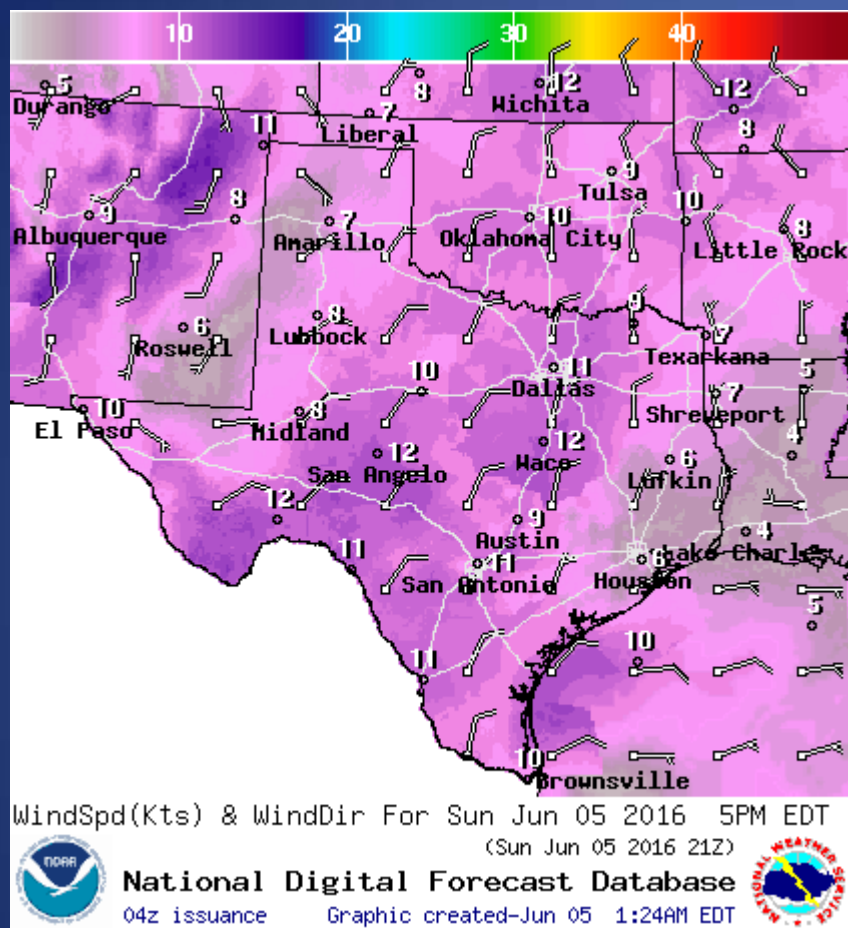 10 20 30 40
5 8 12 12
Durango Wichita
11 Liberal 7 8
9 Tulsa
9 8 7 10 10 8
Albuquerque Amarillo Oklahoma City Little Rock
6 8 9 7
Roswell Lubbock Texarkana
11 5
Dallas
10 8 10 7
El Paso Midland Shreveport
12 12 6 4
San Angelo Waco Lufkin
12 9 4
Austin Lake Charles
11 11 6
San Antonio Houston
5
11 10
10
Brownsville
WindSpd(Kts) & WindDir For Sun Jun 05 2016 5PM EDT
(Sun Jun 05 2016 21Z)
NOAA
National Digital Forecast Database
04z issuance Graphic created-Jun 05 1:24AM EDT
NATIONAL WEATHER SERVICE